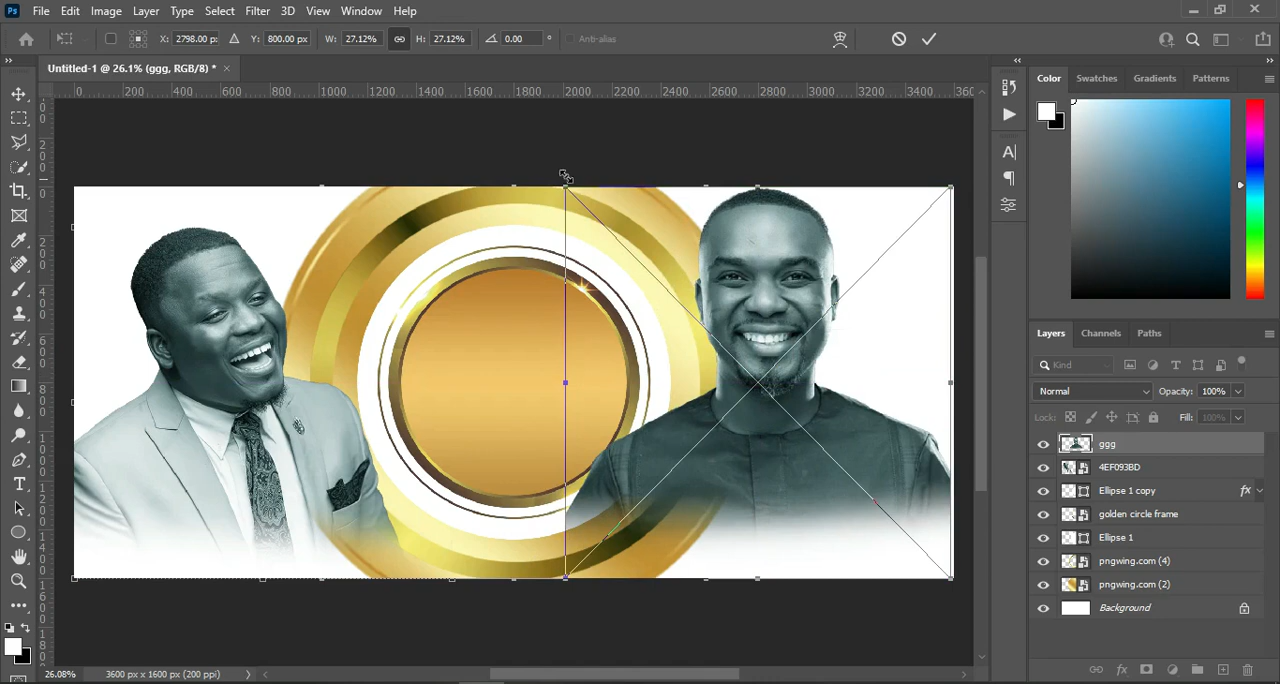 Ps File Edit Image Layer Type Select Filter 3D View Window Help
X: 2798.00 p: Y: 800.00 px W: 27.12% H: 27.12% 0.00 ° Anti-alias
Untitled-1 @ 26.1% (ggg, RGB/8) * ×
0 200 400 600 800 1000 1200 1400 1600 1800 2000 2200 2400 2600 2800 3000 3200 3400 360
Color Swatches Gradients Patterns
Layers Channels Paths
Kind
Normal Opacity: 100%
Lock: Fill: 100%
ggg
4EF093BD
Ellipse 1 copy fx
golden circle frame
Ellipse 1
pngwing.com (4)
pngwing.com (2)
Background
26.08% 3600 px x 1600 px (200 ppi)
fx